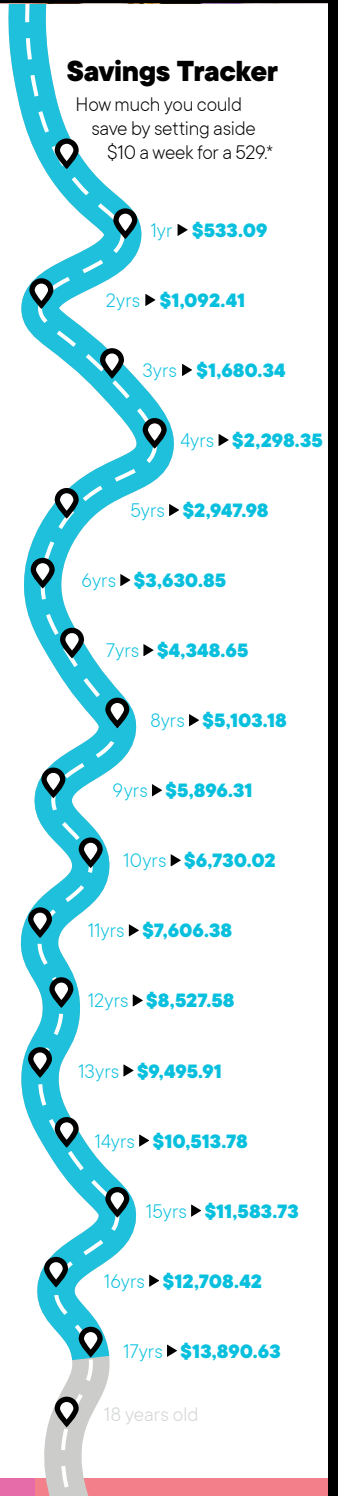 Savings Tracker
How much you could
save by setting aside
$10 a week for a 529.*
1yr ▶ $533.09
2yrs ▶ $1,092.41
3yrs ▶ $1,680.34
4yrs ▶ $2,298.35
5yrs ▶ $2,947.98
6yrs ▶ $3,630.85
7yrs ▶ $4,348.65
8yrs ▶ $5,103.18
9yrs ▶ $5,896.31
10yrs ▶ $6,730.02
11yrs ▶ $7,606.38
12yrs ▶ $8,527.58
13yrs ▶ $9,495.91
14yrs ▶ $10,513.78
15yrs ▶ $11,583.73
16yrs ▶ $12,708.42
17yrs ▶ $13,890.63
18 years old